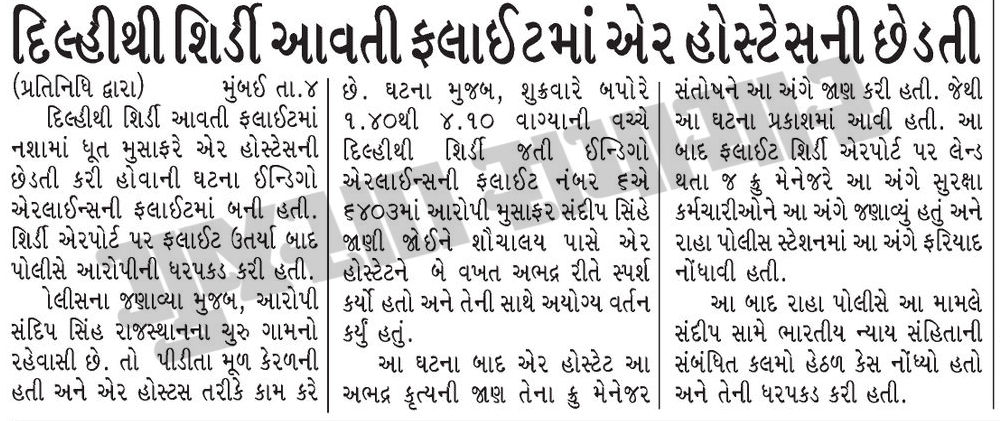 દિલ્હીથી શિર્ડી આવતી ફલાઈટમાં એર હોસ્ટેસની છેડતી
(પ્રતિનિધિ દ્વારા) મુંબઈ તા.૪
દિલ્હીથી શિર્ડી આવતી ફલાઈટમાં
નશામાં ધૂત મુસાફરે એર હોસ્ટેસની
છેડતી કરી હોવાની ઘટના ઈન્ડિગો
એરલાઈન્સની ફલાઈટમાં બની હતી.
શિર્ડી એરપોર્ટ પર ફલાઈટ ઉતર્યા બાદ
પોલીસે આરોપીની ધરપકડ કરી હતી.
પોલીસના જણાવ્યા મુજબ, આરોપી
સંદિપ સિંહ રાજસ્થાનના ચુરુ ગામનો
રહેવાસી છે. તો પીડીતા મૂળ કેરળની
હતી અને એર હોસ્ટસ તરીકે કામ કરે
છે. ઘટના મુજબ, શુક્રવારે બપોરે
૧.૪૦થી ૪.૧૦ વાગ્યાની વચ્ચે
દિલ્હીથી શિર્ડી જતી ઈન્ડિગો
એરલાઈન્સની ફલાઈટ નંબર ૬એ
૬૪૦૩માં આરોપી મુસાફર સંદીપ સિંહે
જાણી જોઈને શૌચાલય પાસે એર
હોસ્ટેટને બે વખત અભદ્ર રીતે સ્પર્શ
કર્યો હતો અને તેની સાથે અયોગ્ય વર્તન
કર્યું હતું.
આ ઘટના બાદ એર હોસ્ટેટ આ
અભદ્ર કૃત્યની જાણ તેના ક્રુ મેનેજર
સંતોષને આ અંગે જાણ કરી હતી. જેથી
આ ઘટના પ્રકાશમાં આવી હતી. આ
બાદ ફલાઈટ શિર્ડી એરપોર્ટ પર લેન્ડ
થતા જ ક્રુ મેનેજરે આ અંગે સુરક્ષા
કર્મચારીઓને આ અંગે જણાવ્યું હતું અને
રાહા પોલીસ સ્ટેશનમાં આ અંગે ફરિયાદ
નોંધાવી હતી.
આ બાદ રાહા પોલીસે આ મામલે
સંદીપ સામે ભારતીય ન્યાય સંહિતાની
સંબંધિત કલમો હેઠળ કેસ નોંધ્યો હતો
અને તેની ધરપકડ કરી હતી.